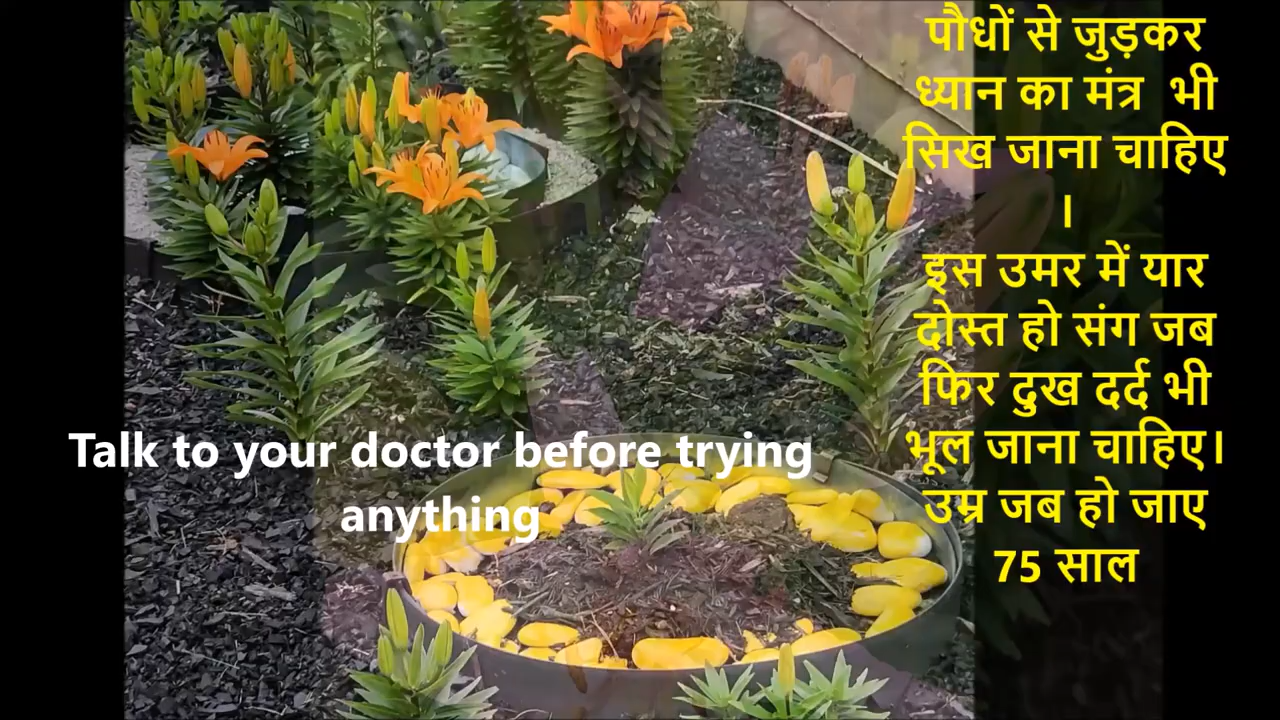 पौधों से जुड़कर
ध्यान का मंत्र भी
सिख जाना चाहिए
।
इस उमर में यार
दोस्त हो संग जब
फिर दुख दर्द भी
भूल जाना चाहिए।
उम्र जब हो जाए
75 साल
Talk to your doctor before trying
anything